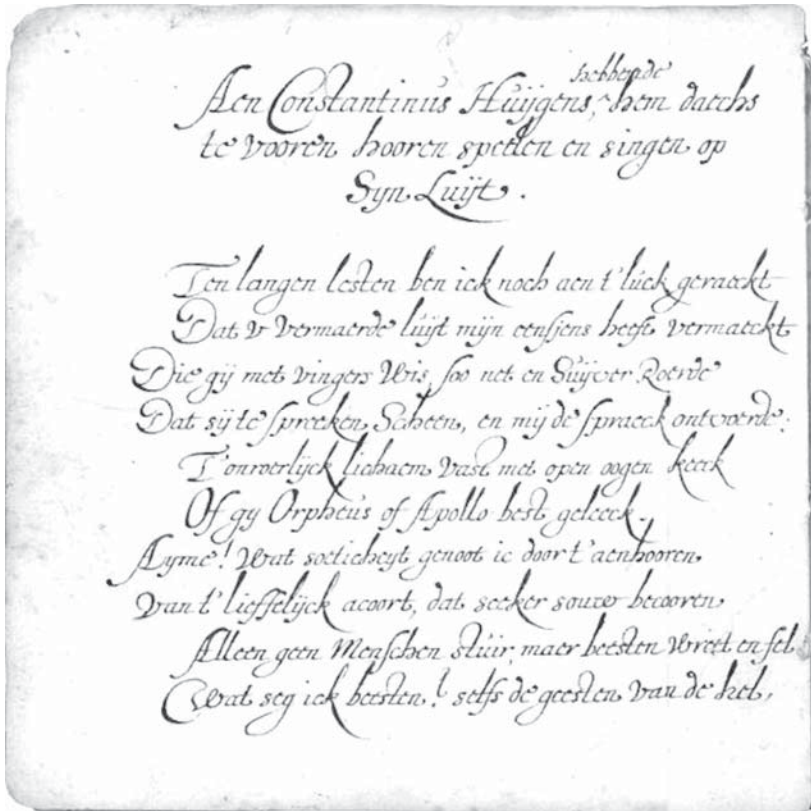 hebbende
Aen Constantinus Huijgens, ^ hem daechs
te vooren hooren speelen en singen op
Syn Luijt.
Ten langen lesten ben ick noch aen t'luck geraeckt
Dat v vermaerde luijt mijn eensjens heeft vermaeckt
Die gij met vingers Wis, soo net en Suijver Roerde
Dat sij te spreeken Scheen, en mij de spraeck ontvoerde:
T'onroerlijck lichaem vast met open oogen keeck
Of gy Orpheus of Apollo best geleeck.
Ayme! Wat soeticheyt genoot ic door t'aenhooren
Van t'lieffelijck acoort, dat seeker souw becooren
Alleen geen Menschen stuir, maer beesten wreet en fel
Wat seg ick beesten! selfs de geesten van de hel,